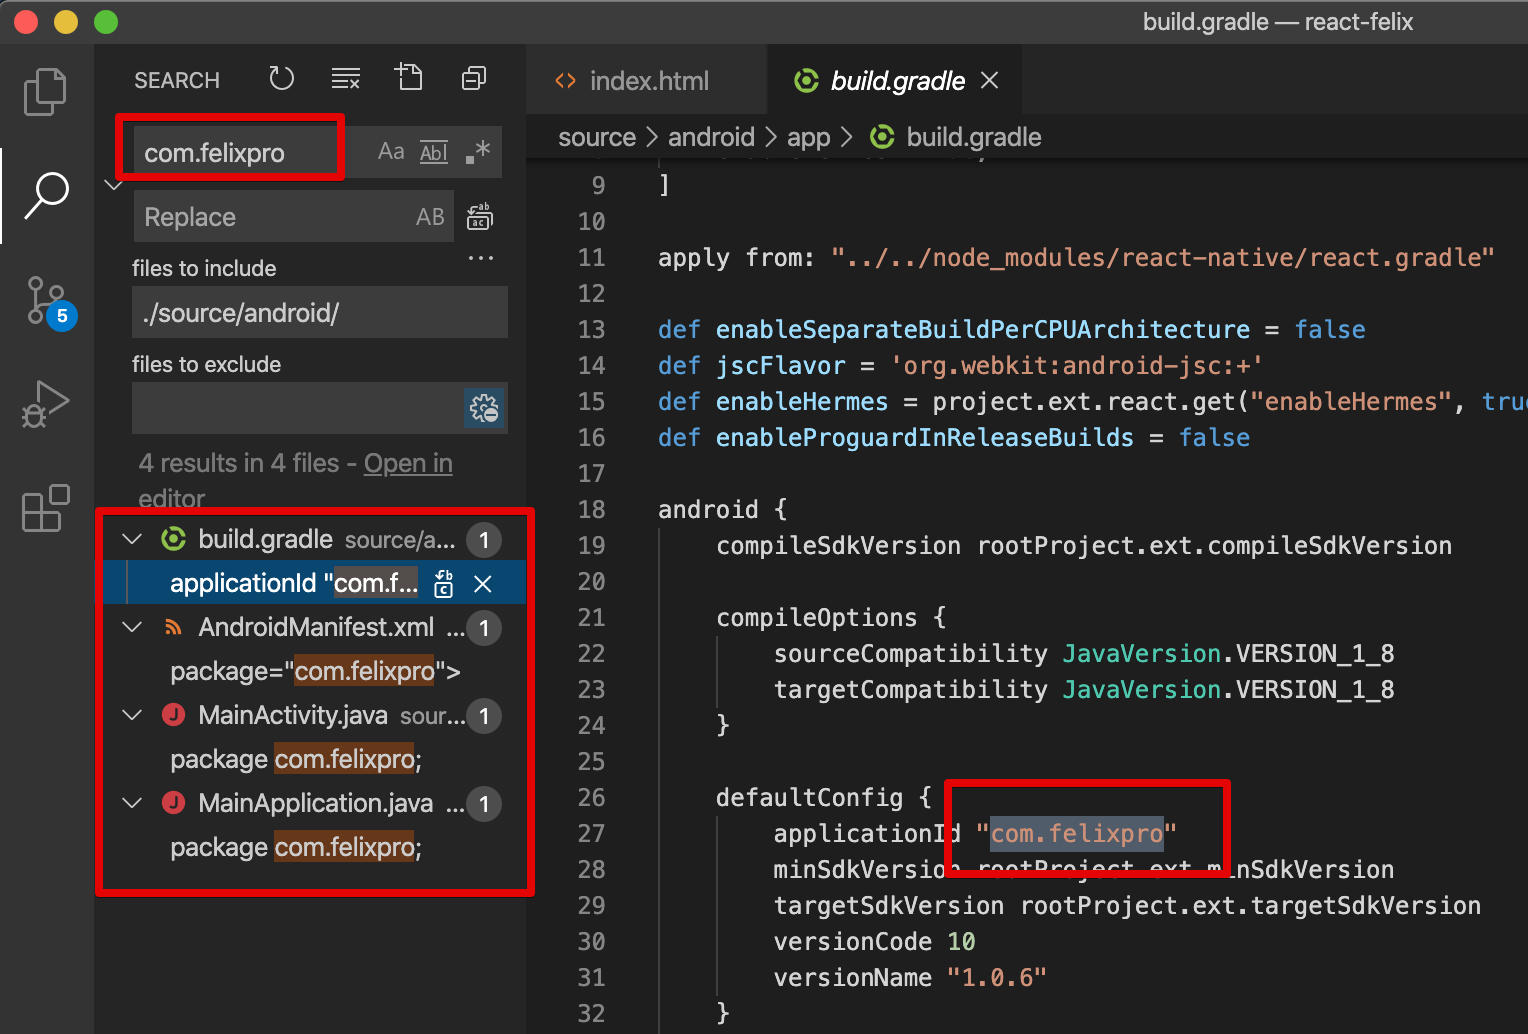 build.gradle — react-felix
SEARCH
com.felixpro
Aa Abl .*
Replace
AB
files to include
./source/android/
files to exclude
4 results in 4 files - Open in
editor
build.gradle source/a... 1
applicationId "com.f...
AndroidManifest.xml ... 1
package="com.felixpro">
MainActivity.java sour... 1
package com.felixpro;
MainApplication.java ... 1
package com.felixpro;
5
index.html
build.gradle
source > android > app > build.gradle
9 ]
10
11 apply from: "../../node_modules/react-native/react.gradle"
12
13 def enableSeparateBuildPerCPUArchitecture = false
14 def jscFlavor = 'org.webkit:android-jsc:+'
15 def enableHermes = project.ext.react.get("enableHermes", tru
16 def enableProguardInReleaseBuilds = false
17
18 android {
19 compileSdkVersion rootProject.ext.compileSdkVersion
20
21 compileOptions {
22 sourceCompatibility JavaVersion.VERSION_1_8
23 targetCompatibility JavaVersion.VERSION_1_8
24 }
25
26 defaultConfig {
27 applicationId "com.felixpro"
28 minSdkVersion rootProject.ext.minSdkVersion
29 targetSdkVersion rootProject.ext.targetSdkVersion
30 versionCode 10
31 versionName "1.0.6"
32 }